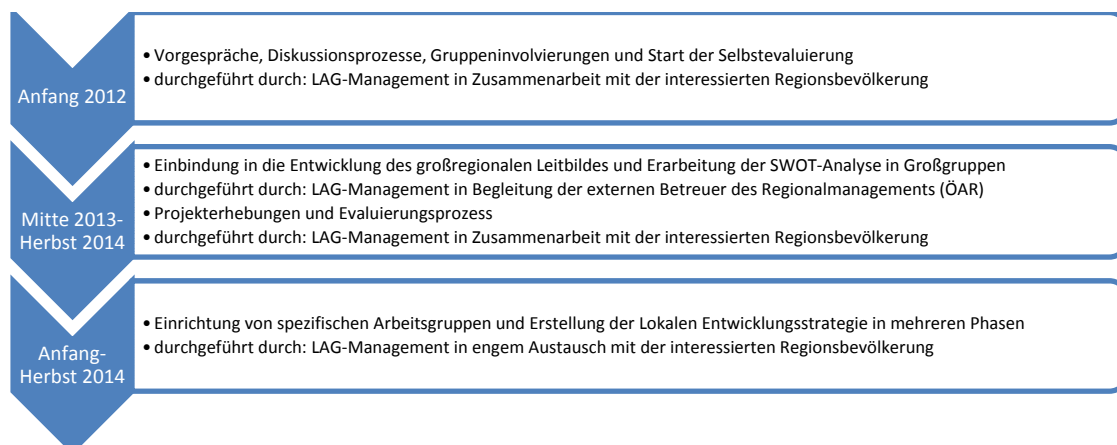 Anfang 2012
• Vorgespräche, Diskussionsprozesse, Gruppeninvolvierungen und Start der Selbstevaluierung
• durchgeführt durch: LAG-Management in Zusammenarbeit mit der interessierten Regionsbevölkerung
Mitte 2013-
Herbst 2014
• Einbindung in die Entwicklung des großregionalen Leitbildes und Erarbeitung der SWOT-Analyse in Großgruppen
• durchgeführt durch: LAG-Management in Begleitung der externen Betreuer des Regionalmanagements (ÖAR)
• Projekterhebungen und Evaluierungsprozess
• durchgeführt durch: LAG-Management in Zusammenarbeit mit der interessierten Regionsbevölkerung
Anfang-
Herbst 2014
• Einrichtung von spezifischen Arbeitsgruppen und Erstellung der Lokalen Entwicklungsstrategie in mehreren Phasen
• durchgeführt durch: LAG-Management in engem Austausch mit der interessierten Regionsbevölkerung